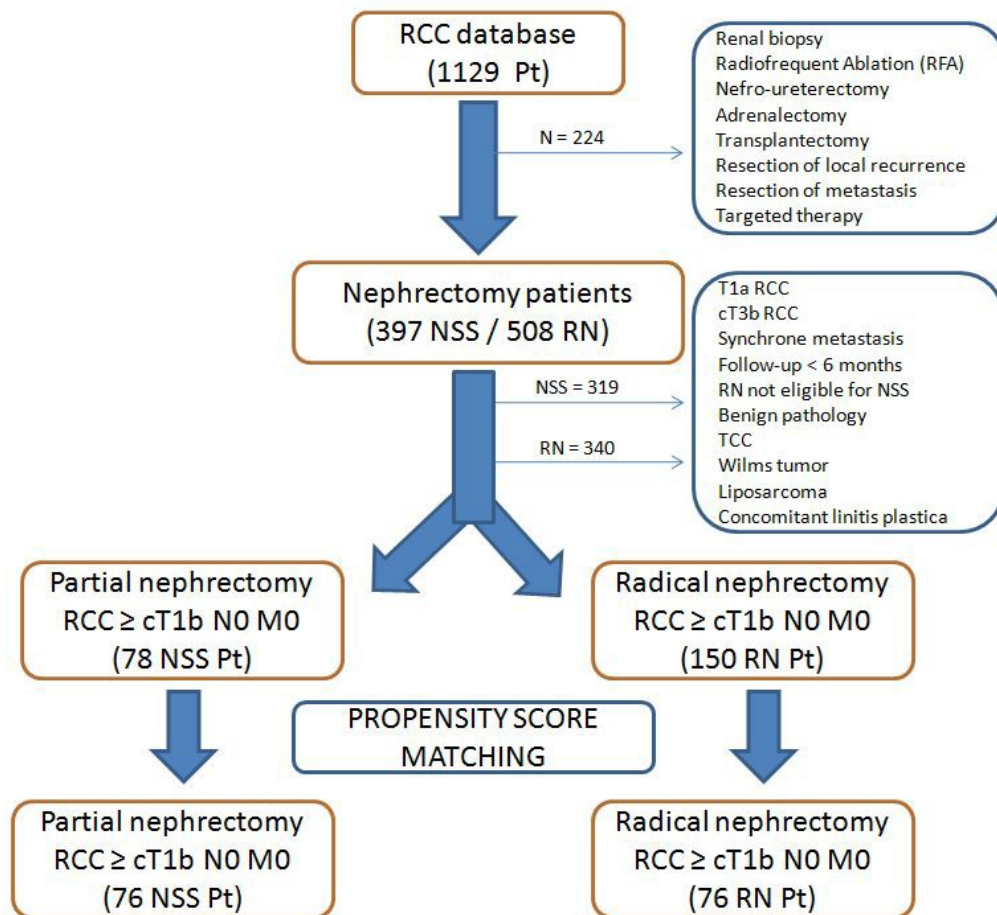 RCC database
(1129 Pt)
Renal biopsy
Radiofrequent Ablation (RFA)
Nefro-ureterectomy
Adrenalectomy
Transplantectomy
Resection of local recurrence
Resection of metastasis
Targeted therapy
N = 224
Nephrectomy patients
(397 NSS / 508 RN)
T1a RCC
cT3b RCC
Synchrone metastasis
Follow-up < 6 months
RN not eligible for NSS
Benign pathology
TCC
Wilms tumor
Liposarcoma
Concomitant linitis plastica
NSS = 319
RN = 340
Partial nephrectomy
RCC ≥ cT1b N0 M0
(78 NSS Pt)
Radical nephrectomy
RCC ≥ cT1b N0 M0
(150 RN Pt)
PROPENSITY SCORE
MATCHING
Partial nephrectomy
RCC ≥ cT1b N0 M0
(76 NSS Pt)
Radical nephrectomy
RCC ≥ cT1b N0 M0
(76 RN Pt)